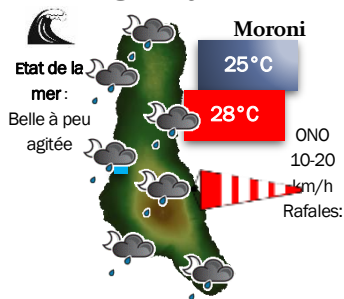 Moroni
25°C
28°C
Etat de la
mer :
Belle à peu
agitée
ONO
10-20
km/h
Rafales: